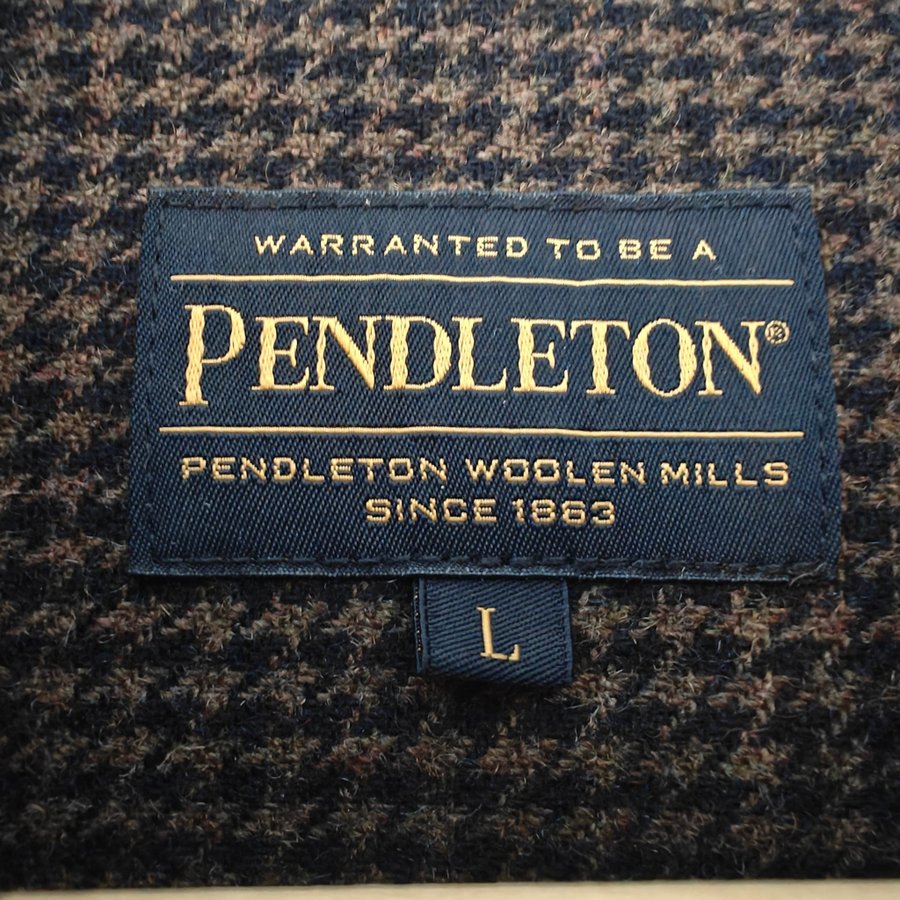 WARRANTED TO BE A
PENDLETON®
PENDLETON WOOLEN MILLS
SINCE 1863
L